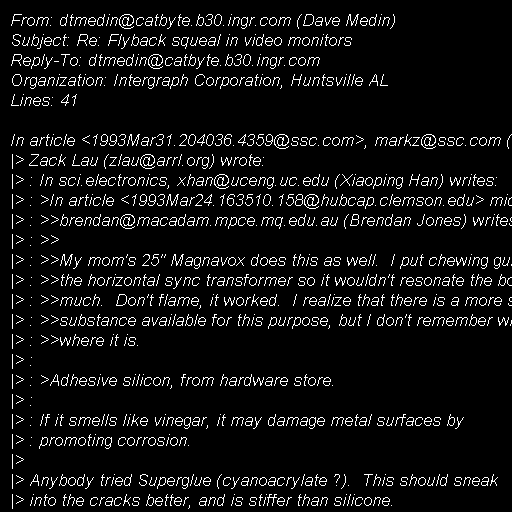 From: dtmedin@catbyte.b30.ingr.com (Dave Medin)
Subject: Re: Flyback squeal in video monitors
Reply-To: dtmedin@catbyte.b30.ingr.com
Organization: Intergraph Corporation, Huntsville AL
Lines: 41

In article <1993Mar31.204036.4359@ssc.com>, markz@ssc.com (
|> Zack Lau (zlau@arrl.org) wrote:
|> : In sci.electronics, xhan@uceng.uc.edu (Xiaoping Han) writes:
|> : >In article <1993Mar24.163510.158@hubcap.clemson.edu>
|> : >>brendan@macadam.mpce.mq.edu.au (Brendan Jones)
|> : >>
|> : >>My mom's 25" Magnavox does this as well.  I put chewing
|> : >>the horizontal sync transformer so it wouldn't resonate the
|> : >>much.  Don't flame, it worked.  I realize that there is a more
|> : >>substance available for this purpose, but I don't remember
|> : >>where it is.
|> :
|> : >Adhesive silicon, from hardware store.
|> :
|> : If it smells like vinegar, it may damage metal surfaces by
|> : promoting corrosion.
|>
|> Anybody tried Superglue (cyanoacrylate ?).  This should sneak
|> into the cracks better, and is stiffer than silicone.